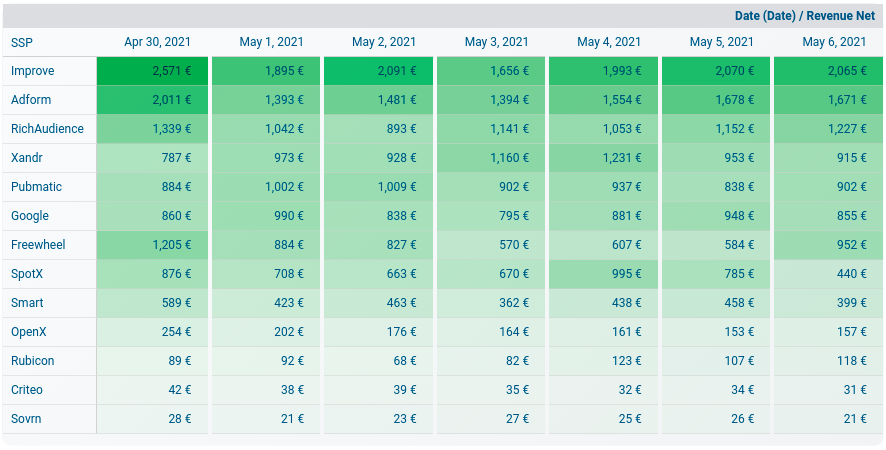 Date (Date) / Revenue Net
SSP Apr 30, 2021 May 1, 2021 May 2, 2021 May 3, 2021 May 4, 2021 May 5, 2021 May 6, 2021
Improve 2,571 € 1,895 € 2,091 € 1,656 € 1,993 € 2,070 € 2,065 €
Adform 2,011 € 1,393 € 1,481 € 1,394 € 1,554 € 1,678 € 1,671 €
RichAudience 1,339 € 1,042 € 893 € 1,141 € 1,053 € 1,152 € 1,227 €
Xandr 787 € 973 € 928 € 1,160 € 1,231 € 953 € 915 €
Pubmatic 884 € 1,002 € 1,009 € 902 € 937 € 838 € 902 €
Google 860 € 990 € 838 € 795 € 881 € 948 € 855 €
Freewheel 1,205 € 884 € 827 € 570 € 607 € 584 € 952 €
SpotX 876 € 708 € 663 € 670 € 995 € 785 € 440 €
Smart 589 € 423 € 463 € 362 € 438 € 458 € 399 €
OpenX 254 € 202 € 176 € 164 € 161 € 153 € 157 €
Rubicon 89 € 92 € 68 € 82 € 123 € 107 € 118 €
Criteo 42 € 38 € 39 € 35 € 32 € 34 € 31 €
Sovrn 28 € 21 € 23 € 27 € 25 € 26 € 21 €